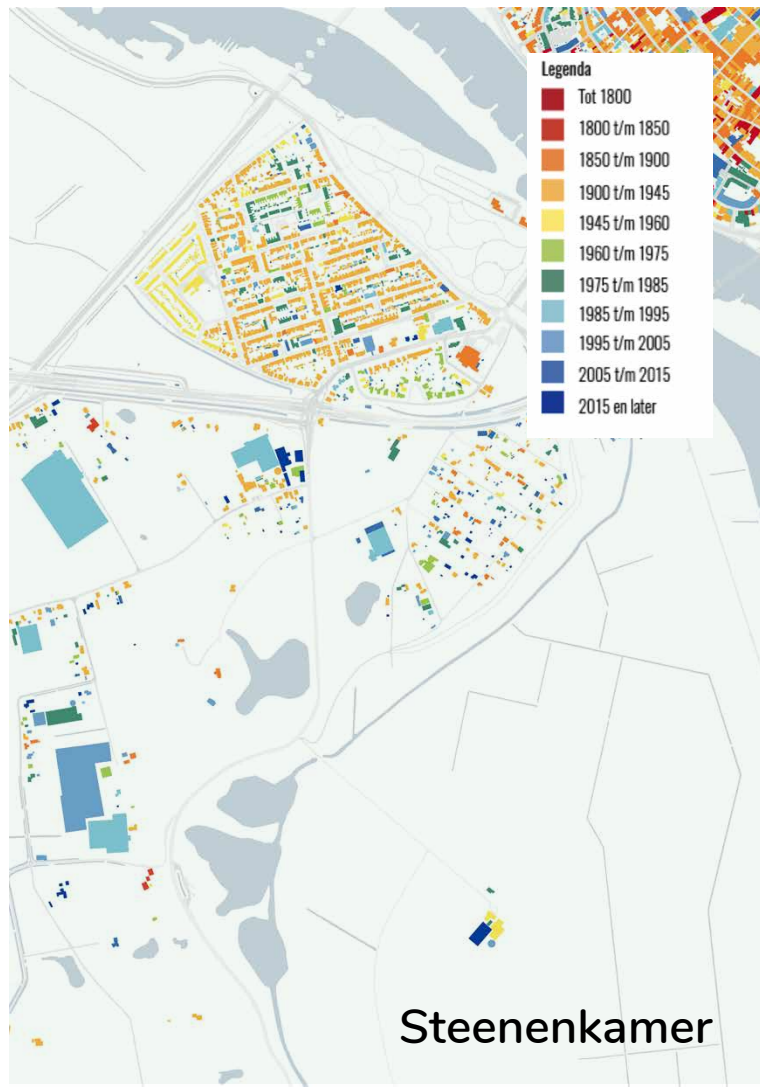 Legenda
Tot 1800
1800 t/m 1850
1850 t/m 1900
1900 t/m 1945
1945 t/m 1960
1960 t/m 1975
1975 t/m 1985
1985 t/m 1995
1995 t/m 2005
2005 t/m 2015
2015 en later
Steenenkamer